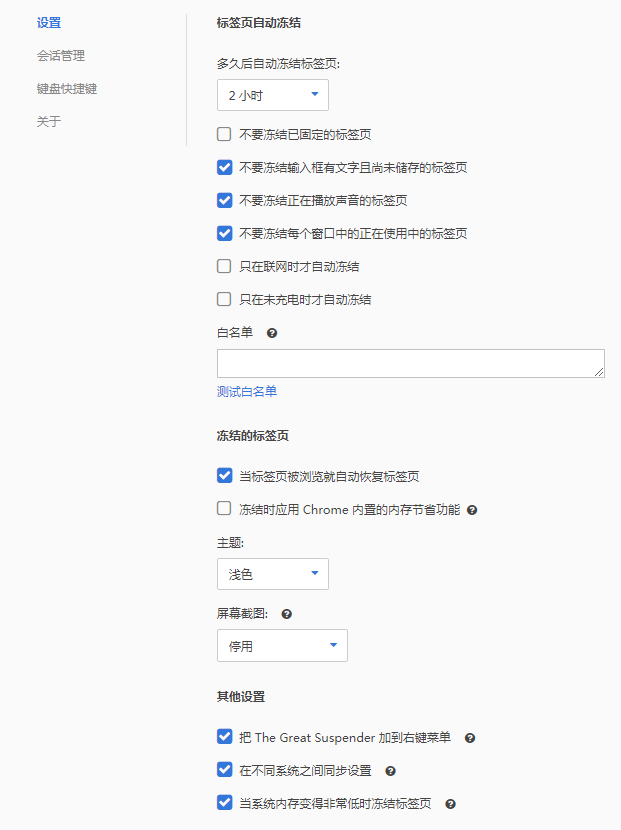 设置
会话管理
键盘快捷键
关于
标签页自动冻结
多久后自动冻结标签页:
2 小时
不要冻结已固定的标签页
不要冻结输入框有文字且尚未储存的标签页
不要冻结正在播放声音的标签页
不要冻结每个窗口中的正在使用中的标签页
只在联网时才自动冻结
只在未充电时才自动冻结
白名单
测试白名单
冻结的标签页
当标签页被浏览就自动恢复标签页
冻结时应用 Chrome 内置的内存节省功能
主题:
浅色
屏幕截图:
停用
其他设置
把 The Great Suspender 加到右键菜单
在不同系统之间同步设置
当系统内存变得非常低时冻结标签页